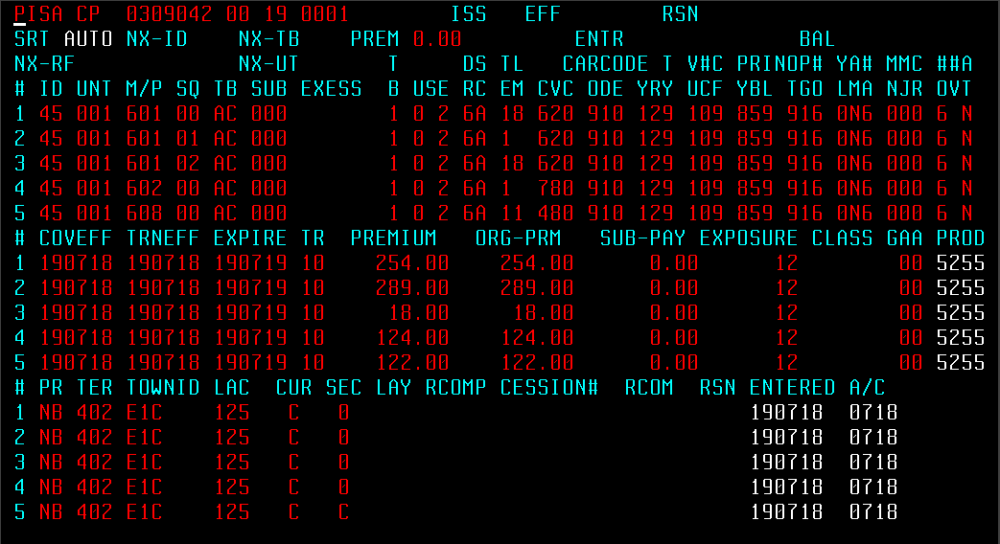 PISA CP 0309042 00 19 0001 ISS EFF RSN
SRT AUTO NX-ID NX-TB PREM 0.00 ENTR BAL
NX-RF NX-UT T DS TL CARCODE T V#C PRINOP# YA# MMC ##A
# ID UNT M/P SQ TB SUB EXESS B USE RC EM CVC ODE YRY UCF YBL TGO LMA NJR OVT
1 45 001 601 00 AC 000 1 0 2 6A 18 620 910 129 109 859 916 0N6 000 6 N
2 45 001 601 01 AC 000 1 0 2 6A 1 620 910 129 109 859 916 0N6 000 6 N
3 45 001 601 02 AC 000 1 0 2 6A 18 620 910 129 109 859 916 0N6 000 6 N
4 45 001 602 00 AC 000 1 0 2 6A 1 780 910 129 109 859 916 0N6 000 6 N
5 45 001 608 00 AC 000 1 0 2 6A 11 480 910 129 109 859 916 0N6 000 6 N
# COVEFF TRNEFF EXPIRE TR PREMIUM ORG-PRM SUB-PAY EXPOSURE CLASS GAA PROD
1 190718 190718 190719 10 254.00 254.00 0.00 12 00 5255
2 190718 190718 190719 10 289.00 289.00 0.00 12 00 5255
3 190718 190718 190719 10 18.00 18.00 0.00 12 00 5255
4 190718 190718 190719 10 124.00 124.00 0.00 12 00 5255
5 190718 190718 190719 10 122.00 122.00 0.00 12 00 5255
# PR TER TOWNID LAC CUR SEC LAY RCOMP CESSION# RCOM RSN ENTERED A/C
1 NB 402 E1C 125 C 0 190718 0718
2 NB 402 E1C 125 C 0 190718 0718
3 NB 402 E1C 125 C 0 190718 0718
4 NB 402 E1C 125 C 0 190718 0718
5 NB 402 E1C 125 C C 190718 0718